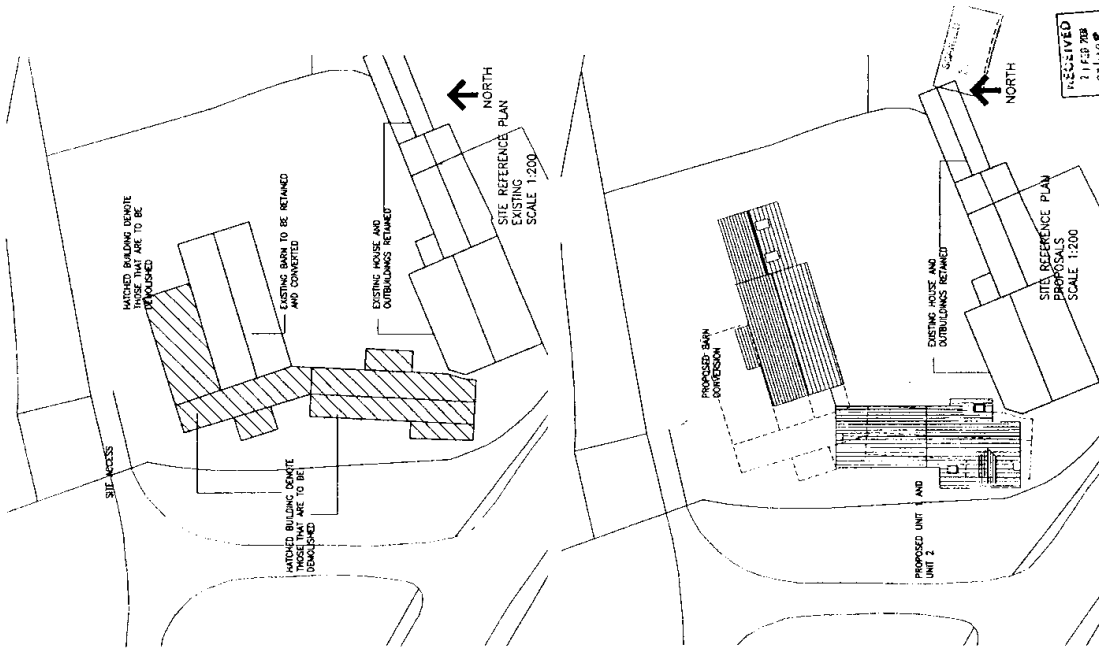 HATCHED BUILDING DENOTE
THOSE THAT ARE TO BE
DEMOLISHED
EXISTING BARN TO BE RETAINED
AND CONVERTED
EXISTING HOUSE AND
OUTBUILDINGS RETAINED
NORTH
SITE REFERENCE PLAN
EXISTING
SCALE 1:200
SITE ACCESS
HATCHED BUILDING DENOTE
THOSE THAT ARE TO BE
DEMOLISHED
PROPOSED BARN
CONVERSION
EXISTING HOUSE AND
OUTBUILDINGS RETAINED
NORTH
SITE REFERENCE PLAN
PROPOSALS
SCALE 1:200
PROPOSED UNIT 1 AND
UNIT 2
RECEIVED
FEB